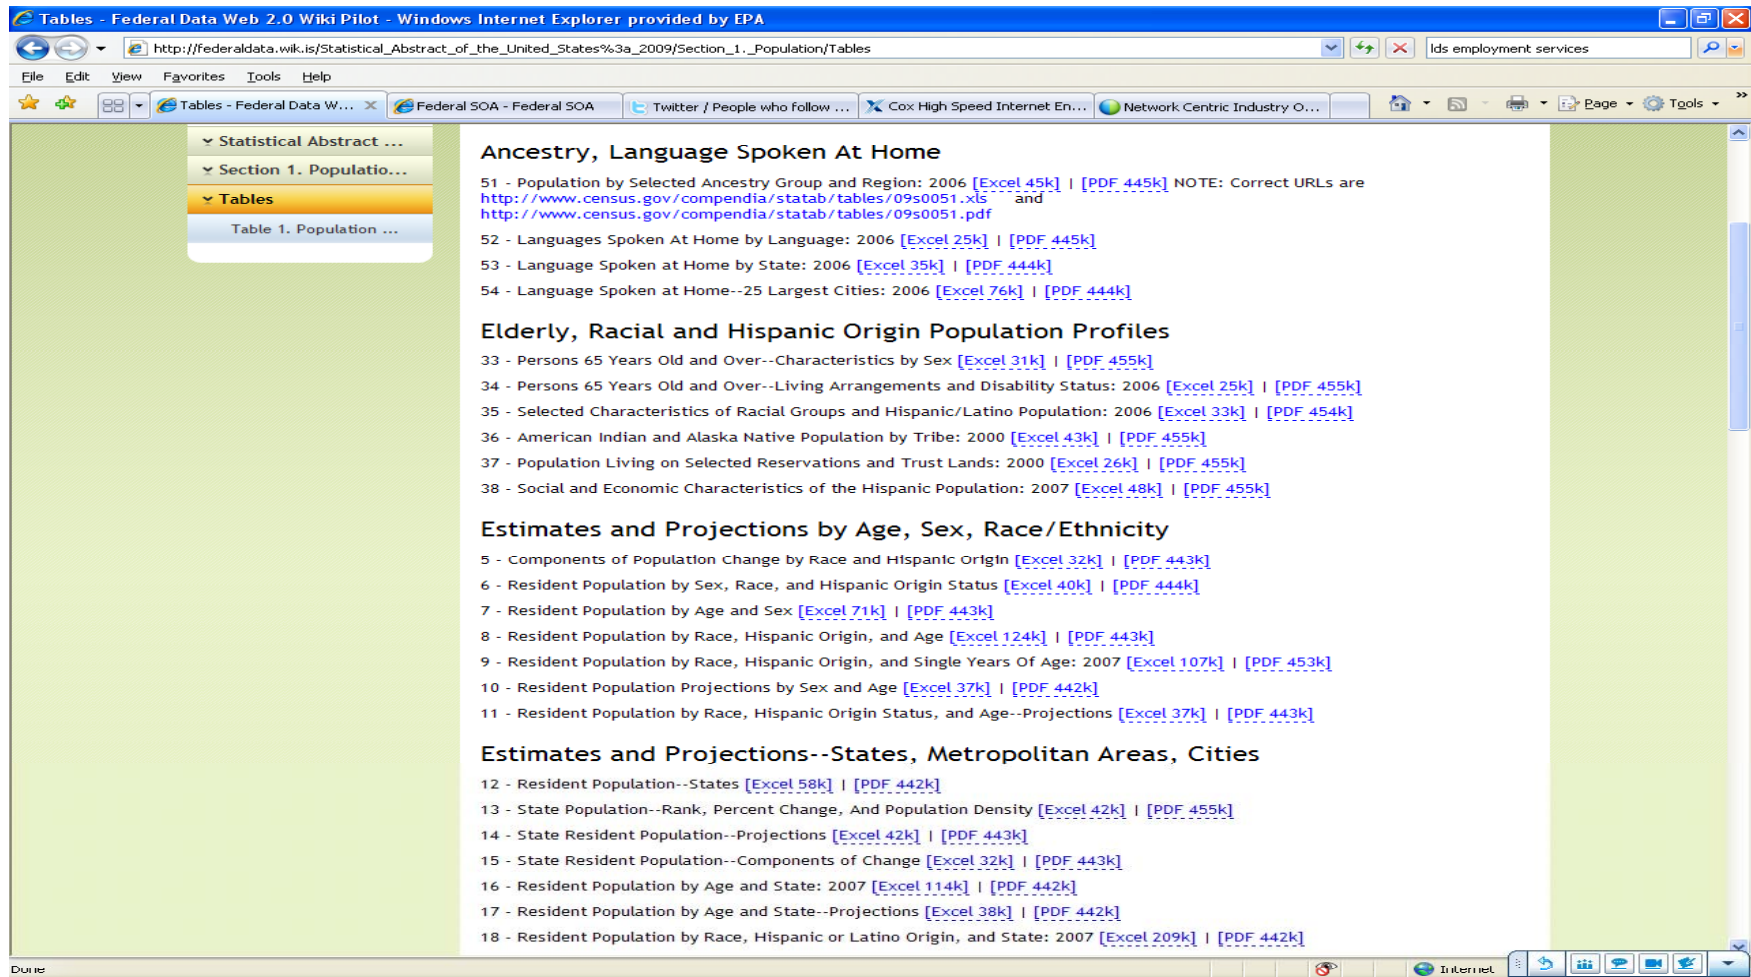 Tables - Federal Data Web 2.0 Wiki Pilot - Windows Internet Explorer provided by EPA
http://federaldata.wik.is/Statistical_Abstract_of_the_United_States%3a_2009/Section_1._Population/Tables
lds employment services
File Edit View Favorites Tools Help
Tables - Federal Data W... Federal SOA - Federal SOA Twitter / People who follow ... Cox High Speed Internet En... Network Centric Industry O... Page Tools »
Statistical Abstract ...
Section 1. Populatio...
Tables
Table 1. Population ...
Ancestry, Language Spoken At Home
51 - Population by Selected Ancestry Group and Region: 2006 [Excel 45k] | [PDF 445k] NOTE: Correct URLs are
http://www.census.gov/compendia/statab/tables/09s0051.xls and
http://www.census.gov/compendia/statab/tables/09s0051.pdf
52 - Languages Spoken At Home by Language: 2006 [Excel 25k] | [PDF 445k]
53 - Language Spoken at Home by State: 2006 [Excel 35k] | [PDF 444k]
54 - Language Spoken at Home--25 Largest Cities: 2006 [Excel 76k] | [PDF 444k]
Elderly, Racial and Hispanic Origin Population Profiles
33 - Persons 65 Years Old and Over--Characteristics by Sex [Excel 31k] | [PDF 455k]
34 - Persons 65 Years Old and Over--Living Arrangements and Disability Status: 2006 [Excel 25k] | [PDF 455k]
35 - Selected Characteristics of Racial Groups and Hispanic/Latino Population: 2006 [Excel 33k] | [PDF 454k]
36 - American Indian and Alaska Native Population by Tribe: 2000 [Excel 43k] | [PDF 455k]
37 - Population Living on Selected Reservations and Trust Lands: 2000 [Excel 26k] | [PDF 455k]
38 - Social and Economic Characteristics of the Hispanic Population: 2007 [Excel 48k] | [PDF 455k]
Estimates and Projections by Age, Sex, Race/Ethnicity
5 - Components of Population Change by Race and Hispanic Origin [Excel 32k] | [PDF 443k]
6 - Resident Population by Sex, Race, and Hispanic Origin Status [Excel 40k] | [PDF 444k]
7 - Resident Population by Age and Sex [Excel 71k] | [PDF 443k]
8 - Resident Population by Race, Hispanic Origin, and Age [Excel 124k] | [PDF 443k]
9 - Resident Population by Race, Hispanic Origin, and Single Years Of Age: 2007 [Excel 107k] | [PDF 453k]
10 - Resident Population Projections by Sex and Age [Excel 37k] | [PDF 442k]
11 - Resident Population by Race, Hispanic Origin Status, and Age--Projections [Excel 37k] | [PDF 443k]
Estimates and Projections--States, Metropolitan Areas, Cities
12 - Resident Population--States [Excel 58k] | [PDF 442k]
13 - State Population--Rank, Percent Change, And Population Density [Excel 42k] | [PDF 455k]
14 - State Resident Population--Projections [Excel 42k] | [PDF 443k]
15 - State Resident Population--Components of Change [Excel 32k] | [PDF 443k]
16 - Resident Population by Age and State: 2007 [Excel 114k] | [PDF 442k]
17 - Resident Population by Age and State--Projections [Excel 38k] | [PDF 442k]
18 - Resident Population by Race, Hispanic or Latino Origin, and State: 2007 [Excel 209k] | [PDF 442k]
Done Internet